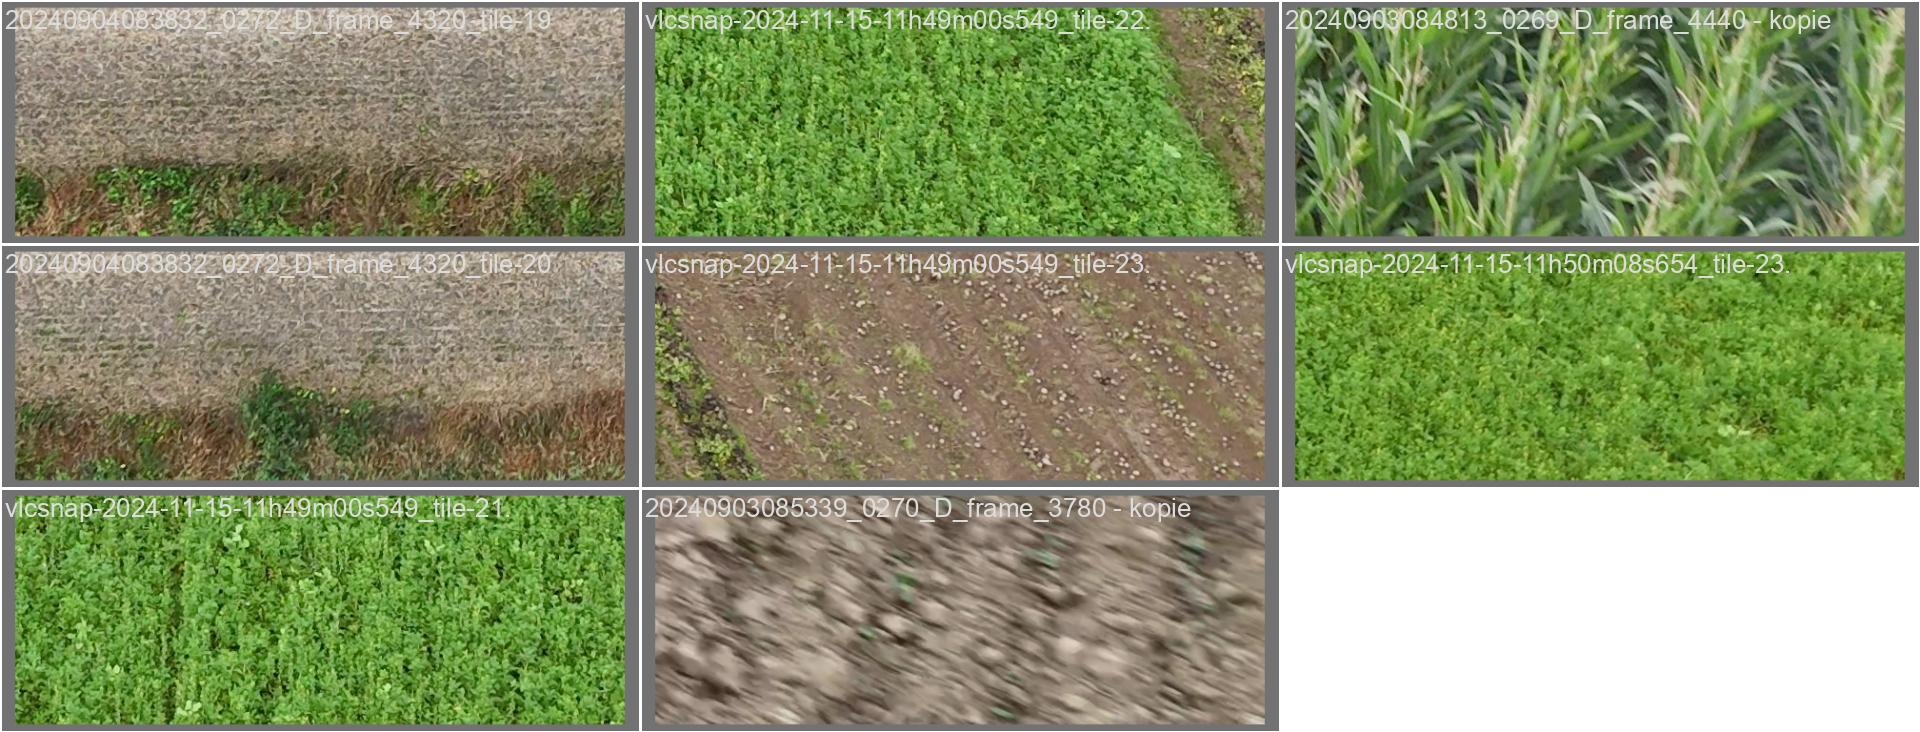 20240904083832_0272_D_frame_4320_tile-19
vlcsnap-2024-11-15-11h49m00s549_tile-22.
20240903084813_0269_D_frame_4440 - kopie
20240904083832_0272_D_frame_4320_tile-20
vlcsnap-2024-11-15-11h49m00s549_tile-23.
vlcsnap-2024-11-15-11h50m08s654_tile-23.
vlcsnap-2024-11-15-11h49m00s549_tile-21.
20240903085339_0270_D_frame_3780 - kopie